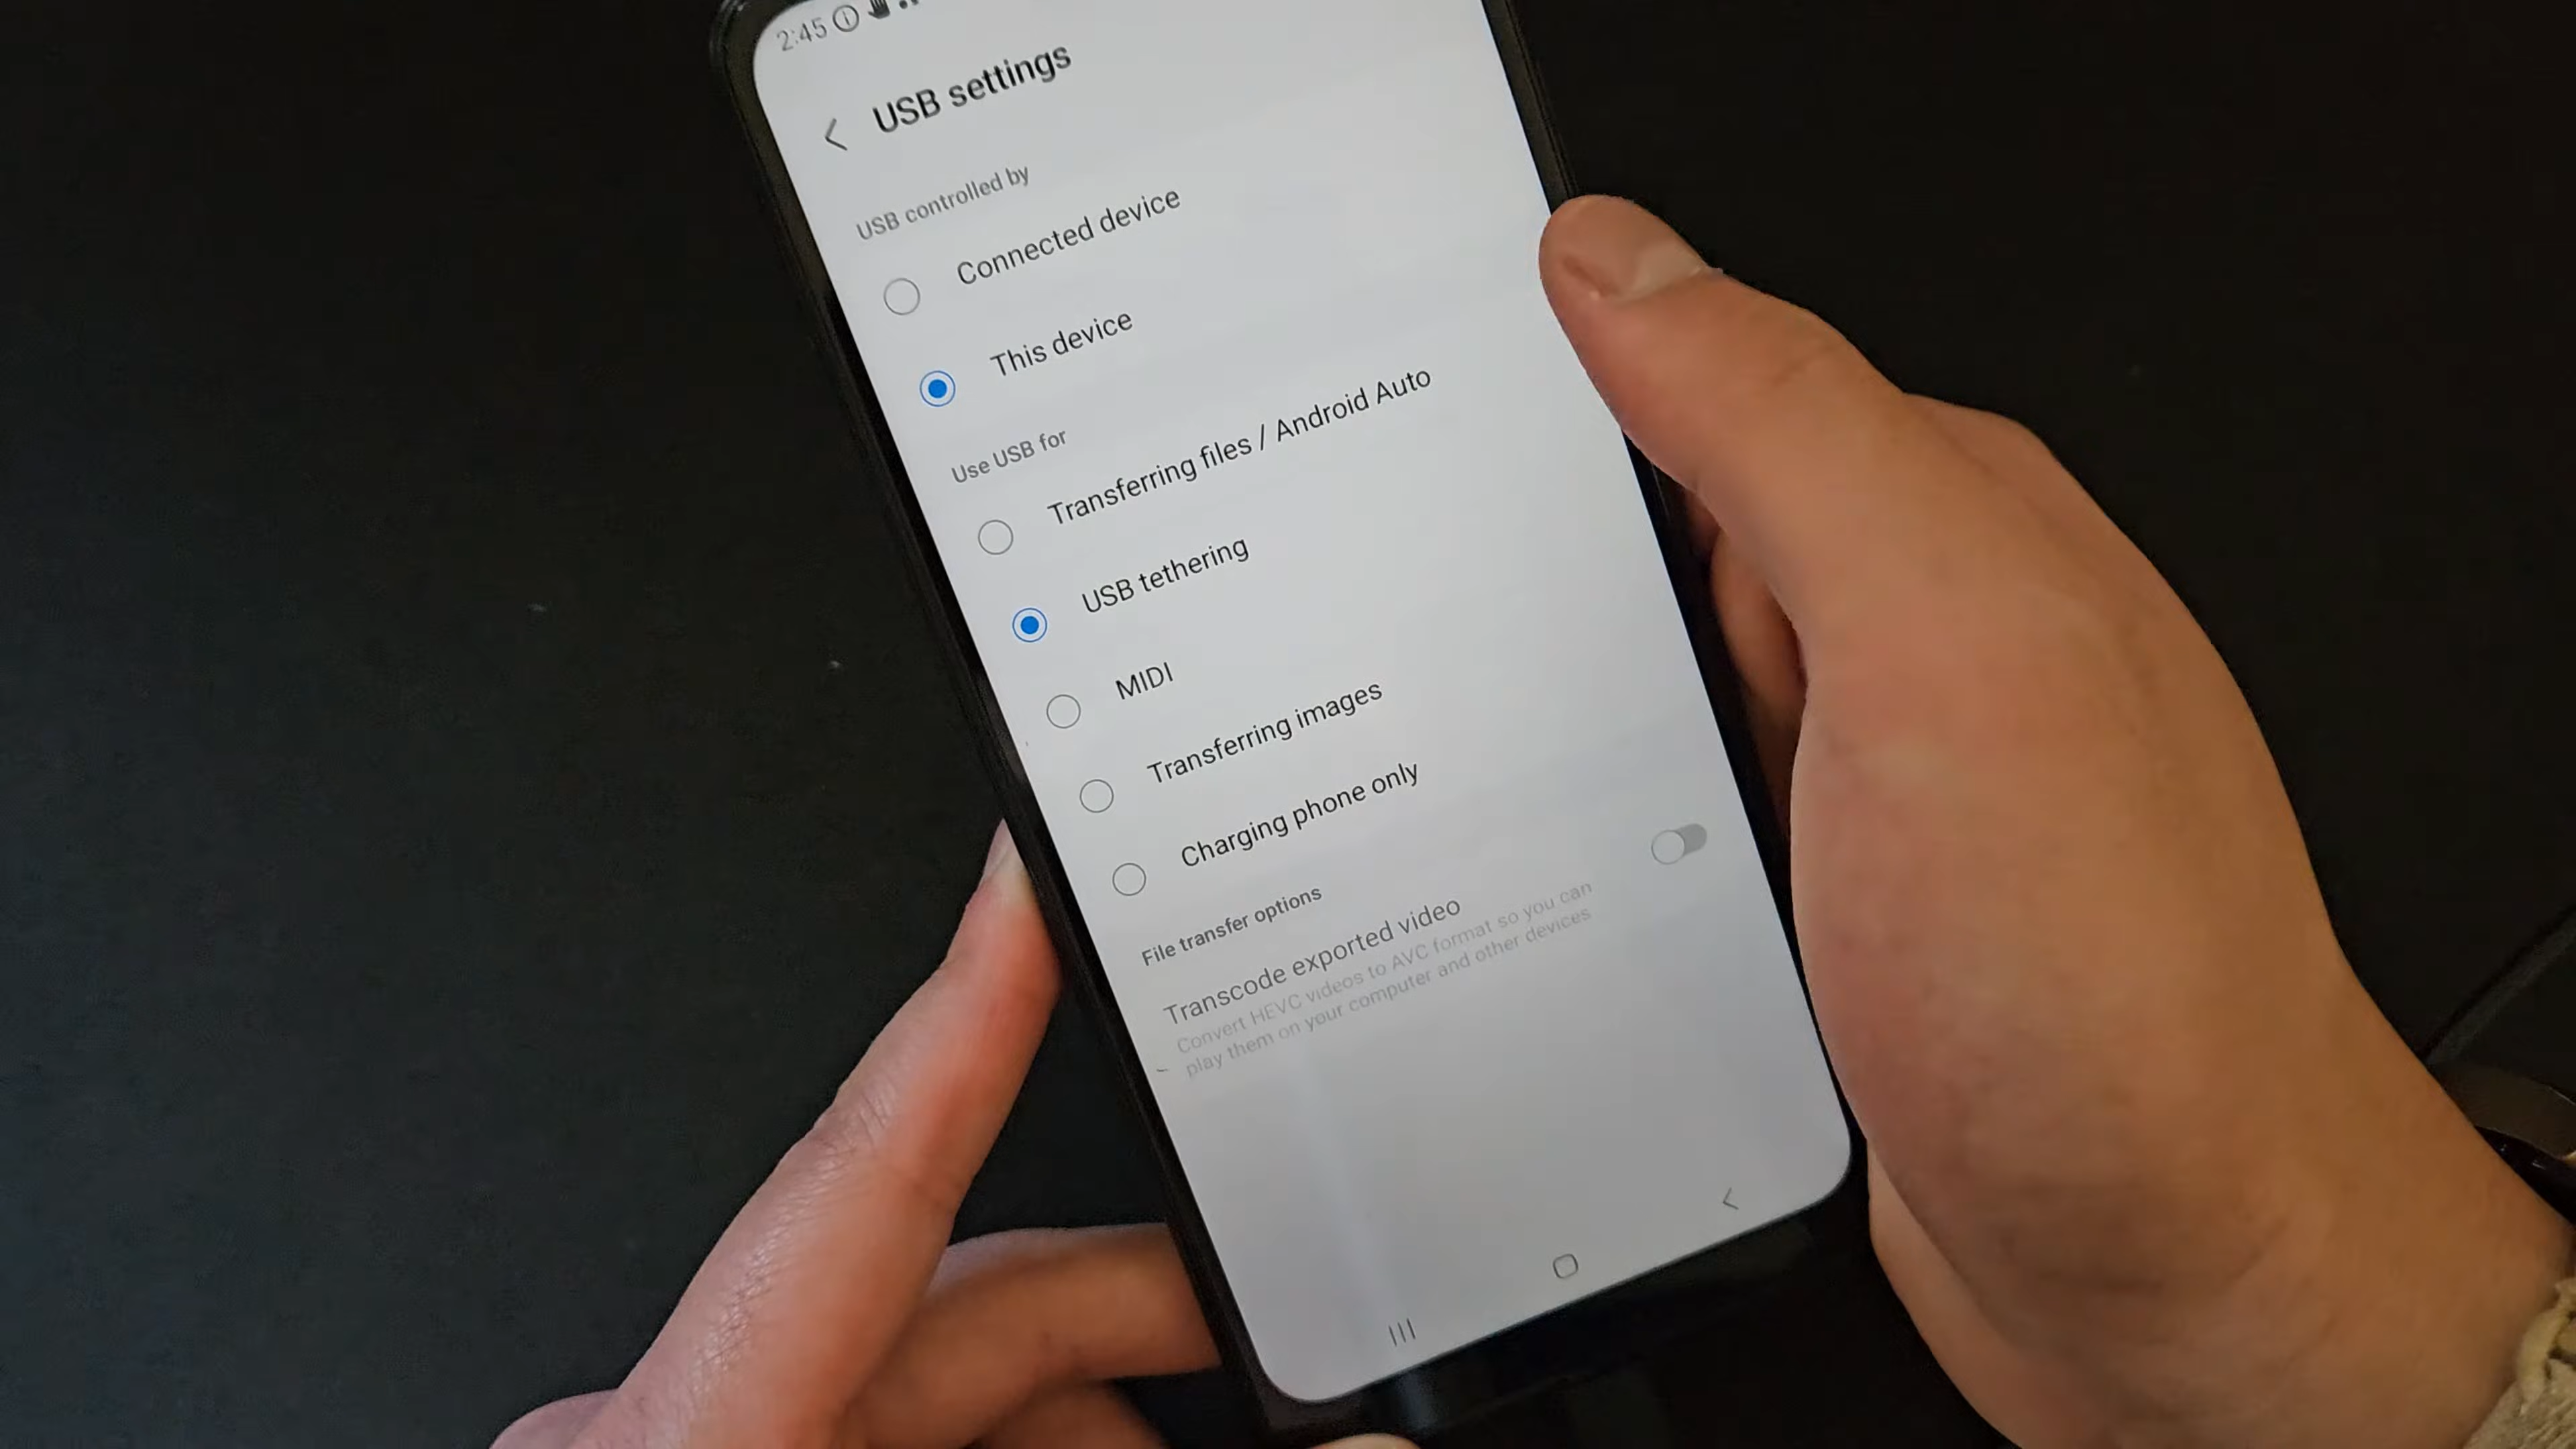 2:45
USB settings
USB controlled by
Connected device
This device
Use USB for
Transferring files / Android Auto
USB tethering
MIDI
Transferring images
Charging phone only
File transfer options
Transcode exported video
Convert HEVC videos to AVC format so you can
play them on your computer and other devices